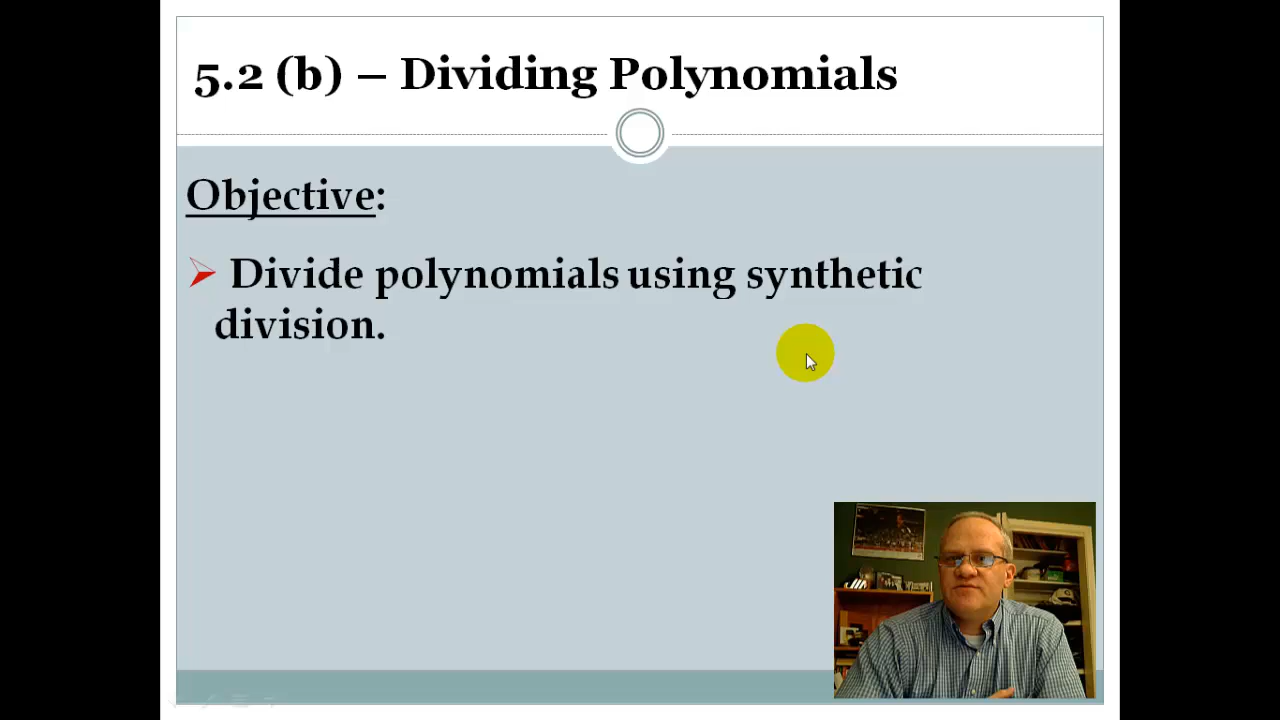 5.2 (b) – Dividing Polynomials
Objective:
Divide polynomials using synthetic
division.